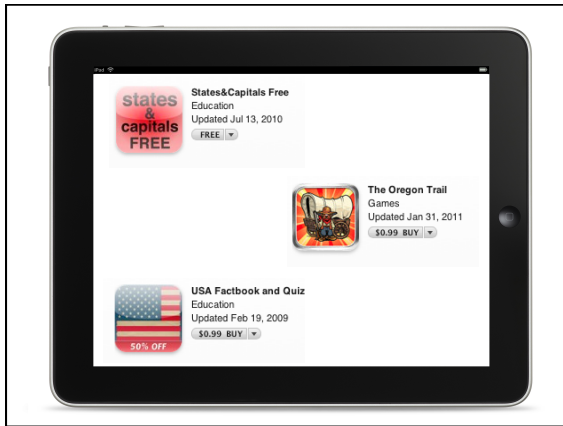 iPod
states
&
capitals
FREE
States&Capitals Free
Education
Updated Jul 13, 2010
FREE
The Oregon Trail
Games
Updated Jan 31, 2011
$0.99 BUY
USA Factbook and Quiz
Education
Updated Feb 19, 2009
$0.99 BUY
50% OFF